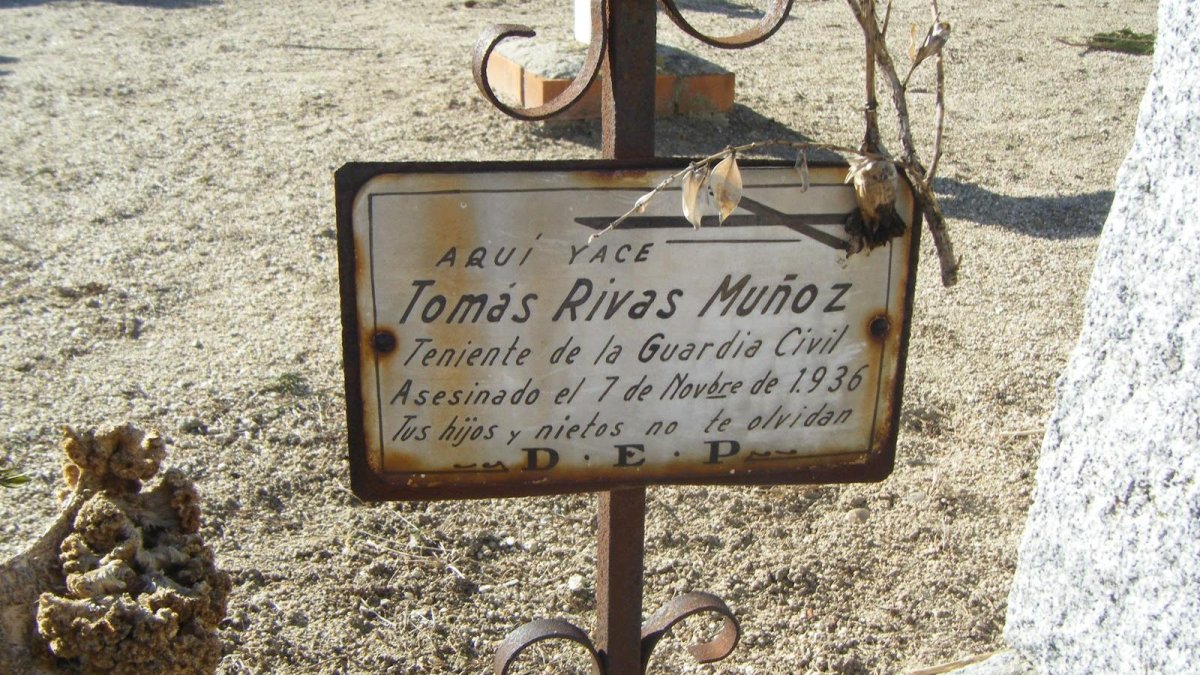 AQUÍ YACE
Tomás Rivas Muñoz
Teniente de la Guardia Civil
Asesinado el 7 de Novbre de 1.936
Tus hijos y nietos no te olvidan
D · E · P